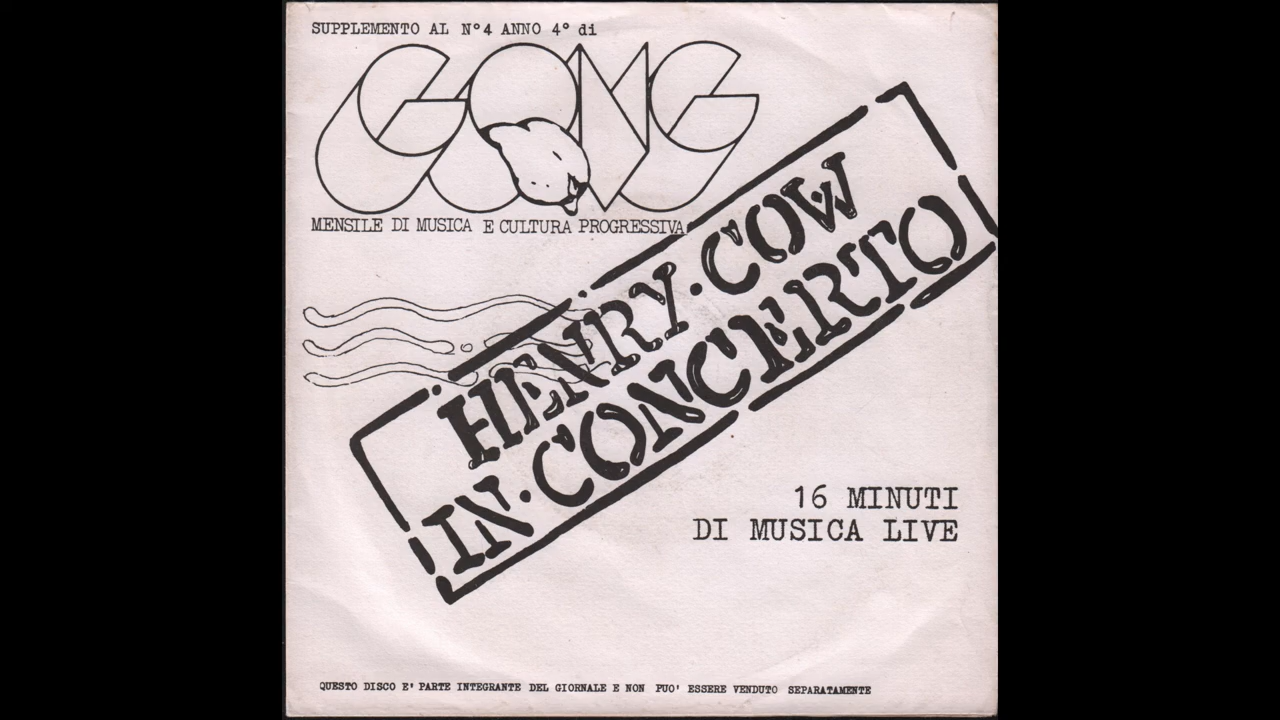 SUPPLEMENTO AL N°4 ANNO 4° di
GONG
MENSILE DI MUSICA E CULTURA PROGRESSIVA
HENRY·COW
IN·CONCERTO
16 MINUTI
DI MUSICA LIVE
QUESTO DISCO E' PARTE INTEGRANTE DEL GIORNALE E NON PUO' ESSERE VENDUTO SEPARATAMENTE